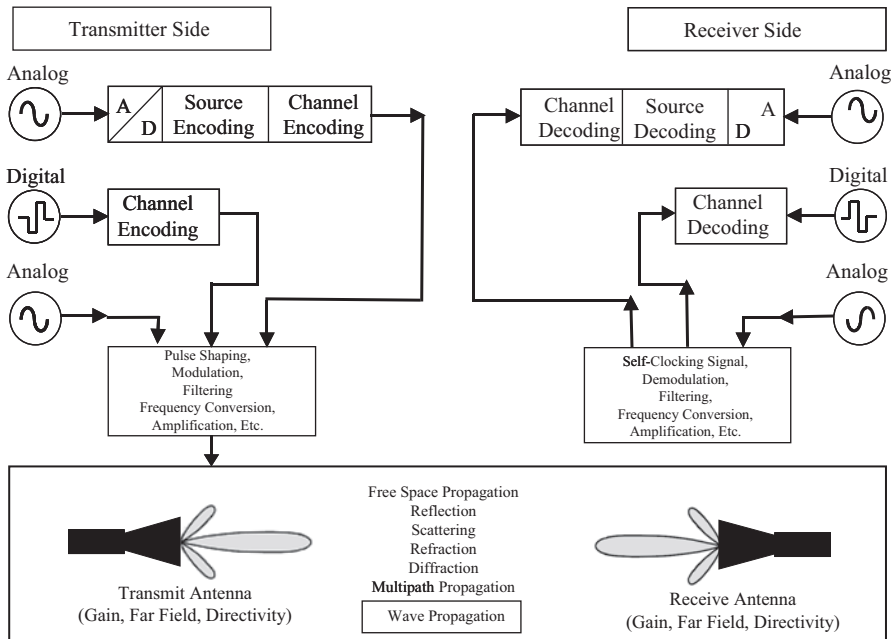 Transmitter Side
Receiver Side
Analog
A
D
Source
Encoding
Channel
Encoding
Digital
Channel
Encoding
Analog
Pulse Shaping,
Modulation,
Filtering
Frequency Conversion,
Amplification, Etc.
Channel
Decoding
Source
Decoding
A
D
Analog
Channel
Decoding
Digital
Analog
Self-Clocking Signal,
Demodulation,
Filtering,
Frequency Conversion,
Amplification, Etc.
Free Space Propagation
Reflection
Scattering
Refraction
Diffraction
Multipath Propagation
Wave Propagation
Transmit Antenna
(Gain, Far Field, Directivity)
Receive Antenna
(Gain, Far Field, Directivity)